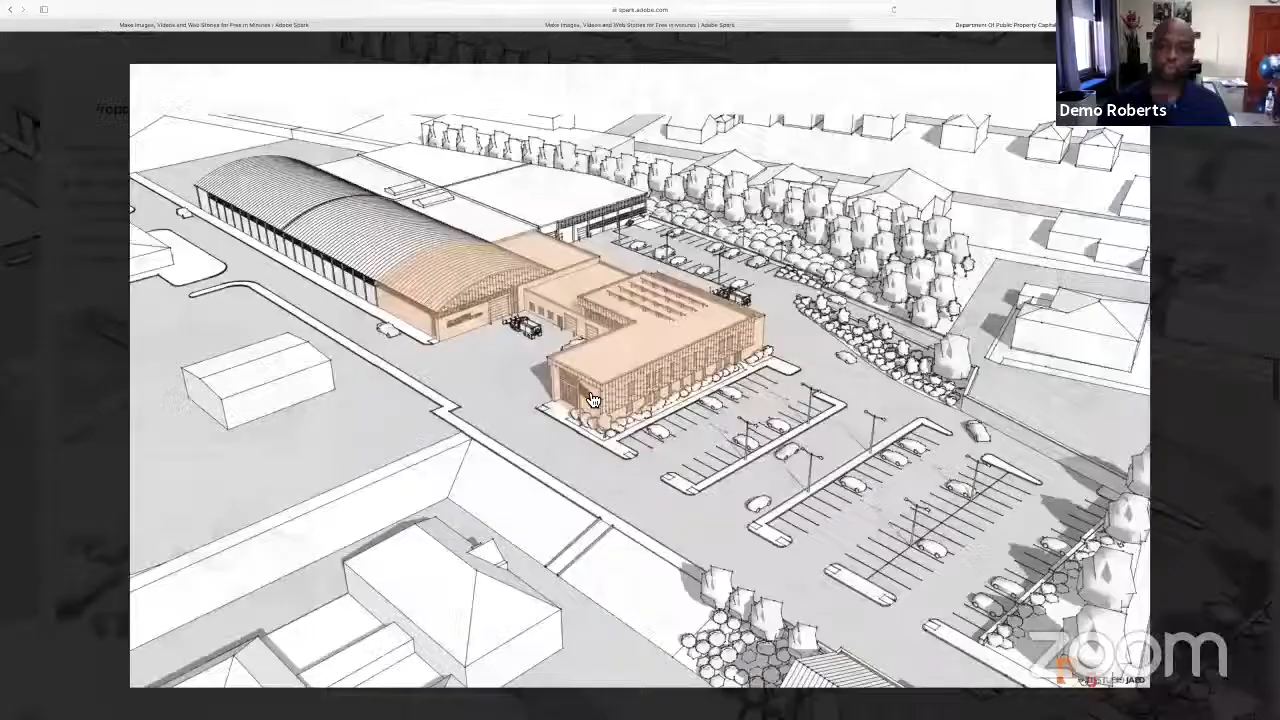 spark.adobe.com
Make Images, Videos and Web Stories for Free in Minutes | Adobe Spark
Make Images, Videos and Web Stories for Free in Minutes | Adobe Spark
Department Of Public Property Capital
Demo Roberts
zoom